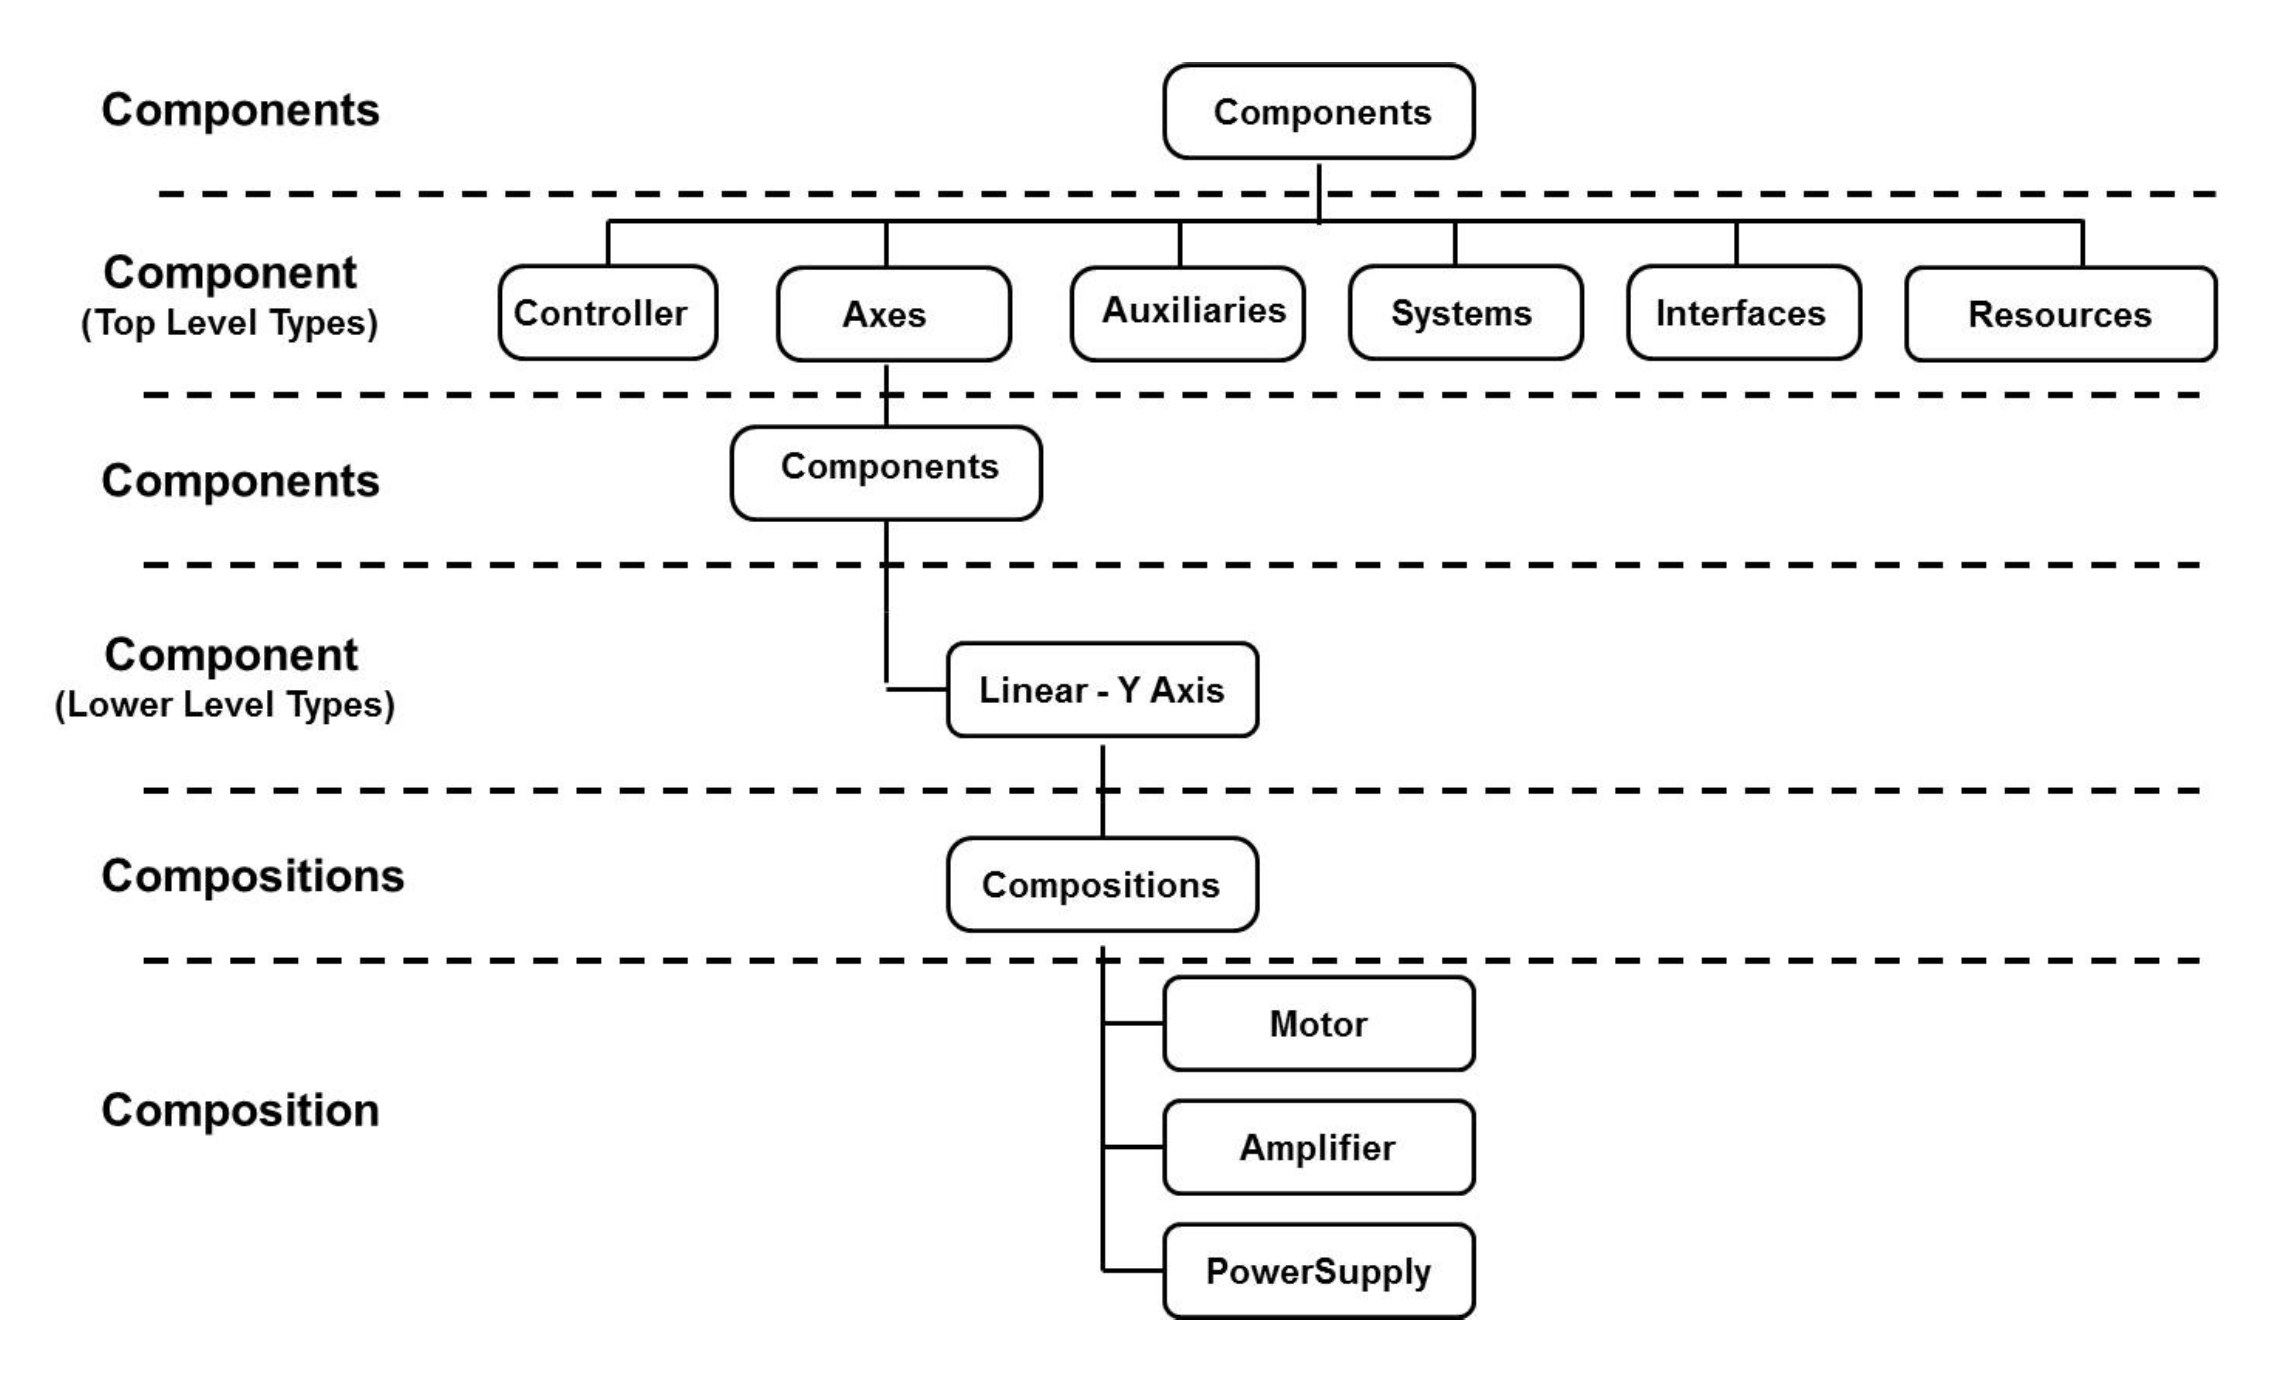 Components
Components
Component
(Top Level Types)
Controller
Axes
Auxiliaries
Systems
Interfaces
Resources
Components
Components
Component
(Lower Level Types)
Linear - Y Axis
Compositions
Compositions
Composition
Motor
Amplifier
PowerSupply